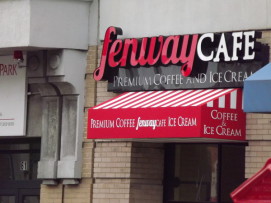 fenway CAFE
PREMIUM COFFEE AND ICE CREAM
PARK
PREMIUM COFFEE fenway CAFE ICE CREAM
COFFEE
&
ICE CREAM